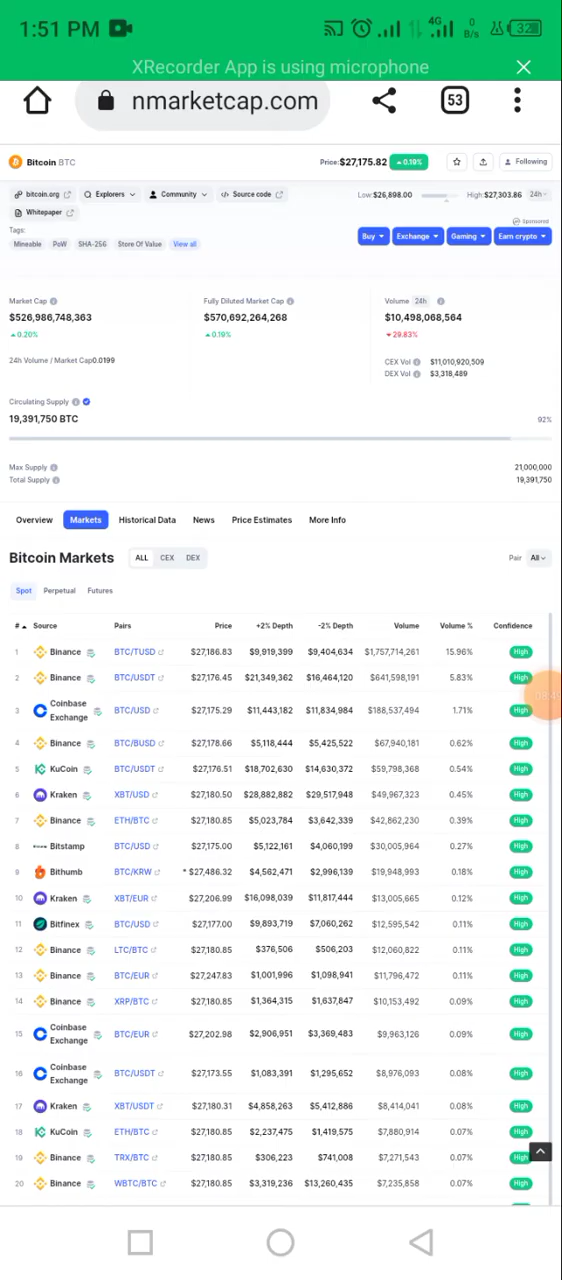 1:51 PM 4G 0 B/s 32
XRecorder App is using microphone
nmarketcap.com 53
Bitcoin BTC Price: $27,175.82 0.19% Following
bitcoin.org Explorers Community Source code Low:$26,898.00 High:$27,303.86 24h
Whitepaper
Sponsored
Tags:
Mineable PoW SHA-256 Store Of Value View all Buy Exchange Gaming Earn crypto
Market Cap Fully Diluted Market Cap Volume 24h
$526,986,748,363 $570,692,264,268 $10,498,068,564
0.20% 0.19% 29.83%
24h Volume / Market Cap0.0199 CEX Vol $11,010,920,509
DEX Vol $3,318,489
Circulating Supply
19,391,750 BTC 92%
Max Supply 21,000,000
Total Supply 19,391,750
Overview Markets Historical Data News Price Estimates More Info
Bitcoin Markets ALL CEX DEX Pair All
Spot Perpetual Futures
# Source Pairs Price +2% Depth -2% Depth Volume Volume % Confidence
1 Binance BTC/TUSD $27,186.83 $9,919,399 $9,404,634 $1,757,714,261 15.96% High
2 Binance BTC/USDT $27,176.45 $21,349,362 $16,464,120 $641,598,191 5.83% High
3 Coinbase Exchange BTC/USD $27,175.29 $11,443,182 $11,834,984 $188,537,494 1.71% High
4 Binance BTC/BUSD $27,178.66 $5,118,444 $5,425,522 $67,940,181 0.62% High
5 KuCoin BTC/USDT $27,176.51 $18,702,630 $14,630,372 $59,798,368 0.54% High
6 Kraken XBT/USD $27,180.50 $28,882,882 $29,517,948 $49,967,323 0.45% High
7 Binance ETH/BTC $27,180.85 $5,023,784 $3,642,339 $42,862,230 0.39% High
8 Bitstamp BTC/USD $27,175.00 $5,122,161 $4,060,199 $30,005,964 0.27% High
9 Bithumb BTC/KRW * $27,486.32 $4,562,471 $2,996,139 $19,948,993 0.18% High
10 Kraken XBT/EUR $27,206.99 $16,098,039 $11,817,444 $13,005,665 0.12% High
11 Bitfinex BTC/USD $27,177.00 $9,893,719 $7,060,262 $12,595,542 0.11% High
12 Binance LTC/BTC $27,180.85 $376,506 $506,203 $12,060,822 0.11% High
13 Binance BTC/EUR $27,247.83 $1,001,996 $1,098,941 $11,796,472 0.11% High
14 Binance XRP/BTC $27,180.85 $1,364,315 $1,637,847 $10,153,492 0.09% High
15 Coinbase Exchange BTC/EUR $27,202.98 $2,906,951 $3,369,483 $9,963,126 0.09% High
16 Coinbase Exchange BTC/USDT $27,173.55 $1,083,391 $1,295,652 $8,976,093 0.08% High
17 Kraken XBT/USDT $27,180.31 $4,858,263 $5,412,886 $8,414,041 0.08% High
18 KuCoin ETH/BTC $27,180.85 $2,237,475 $1,419,575 $7,880,914 0.07% High
19 Binance TRX/BTC $27,180.85 $306,223 $741,008 $7,271,543 0.07% High
20 Binance WBTC/BTC $27,180.85 $3,319,236 $13,260,435 $7,235,858 0.07% High